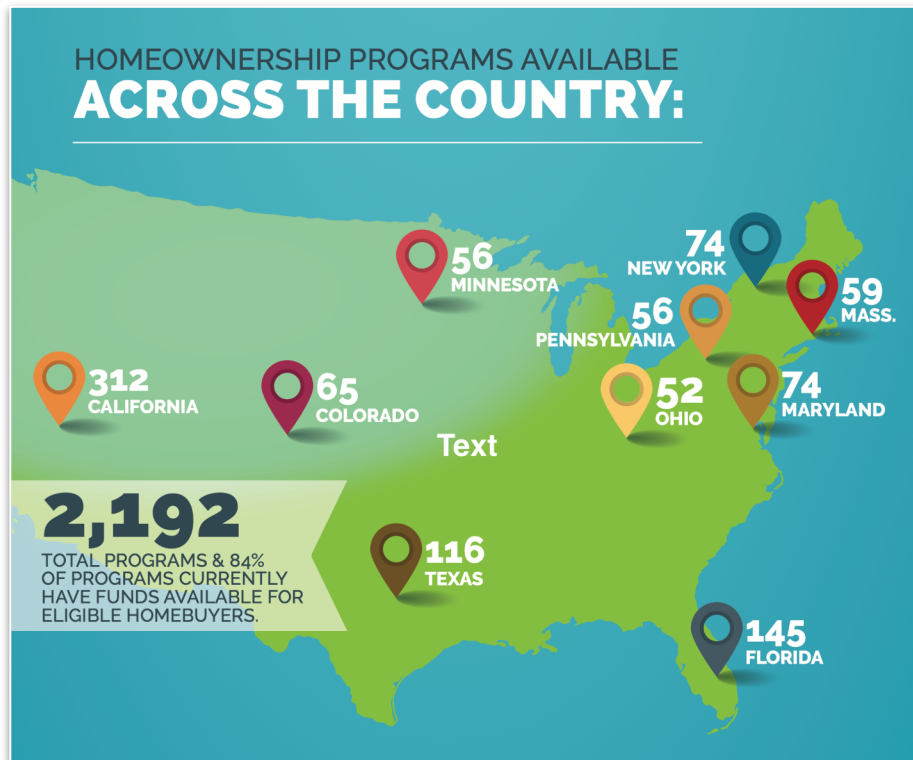 HOMEOWNERSHIP PROGRAMS AVAILABLE
ACROSS THE COUNTRY:
56
MINNESOTA
74
NEW YORK
59
MASS.
56
PENNSYLVANIA
312
CALIFORNIA
65
COLORADO
52
OHIO
74
MARYLAND
Text
2,192
TOTAL PROGRAMS & 84%
OF PROGRAMS CURRENTLY
HAVE FUNDS AVAILABLE FOR
ELIGIBLE HOMEBUYERS.
116
TEXAS
145
FLORIDA